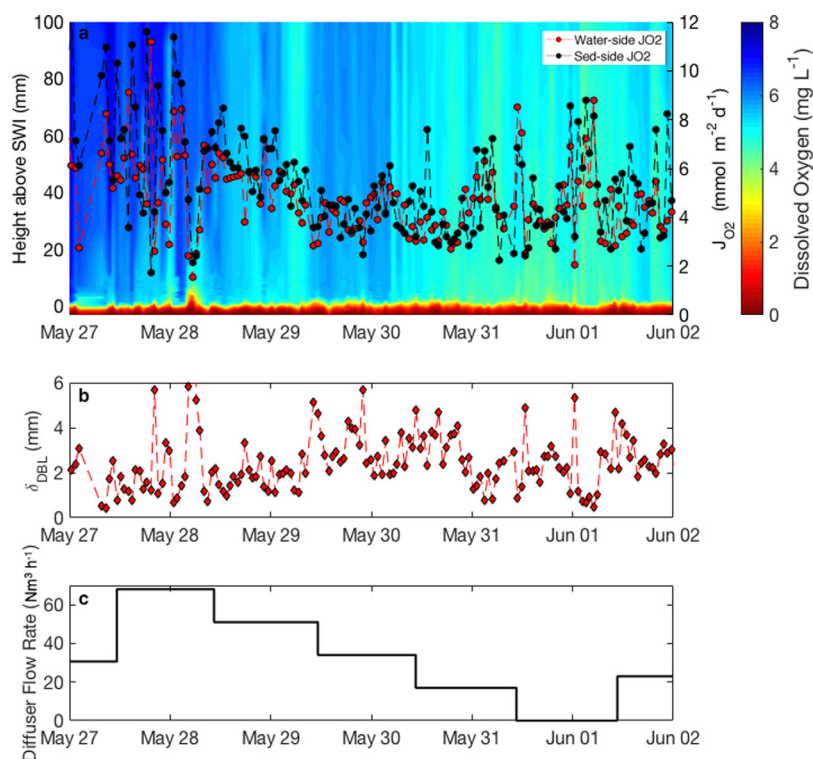 a
Water-side JO2
Sed-side JO2
Height above SWI (mm)
100
80
60
40
20
0
12
10
8
6
4
2
0
J_O2 (mmol m⁻² d⁻¹)
8
6
4
2
0
Dissolved Oxygen (mg L⁻¹)
May 27 May 28 May 29 May 30 May 31 Jun 01 Jun 02
b
δ_DBL (mm)
6
4
2
0
May 27 May 28 May 29 May 30 May 31 Jun 01 Jun 02
c
Diffuser Flow Rate (Nm³ h⁻¹)
60
40
20
0
May 27 May 28 May 29 May 30 May 31 Jun 01 Jun 02